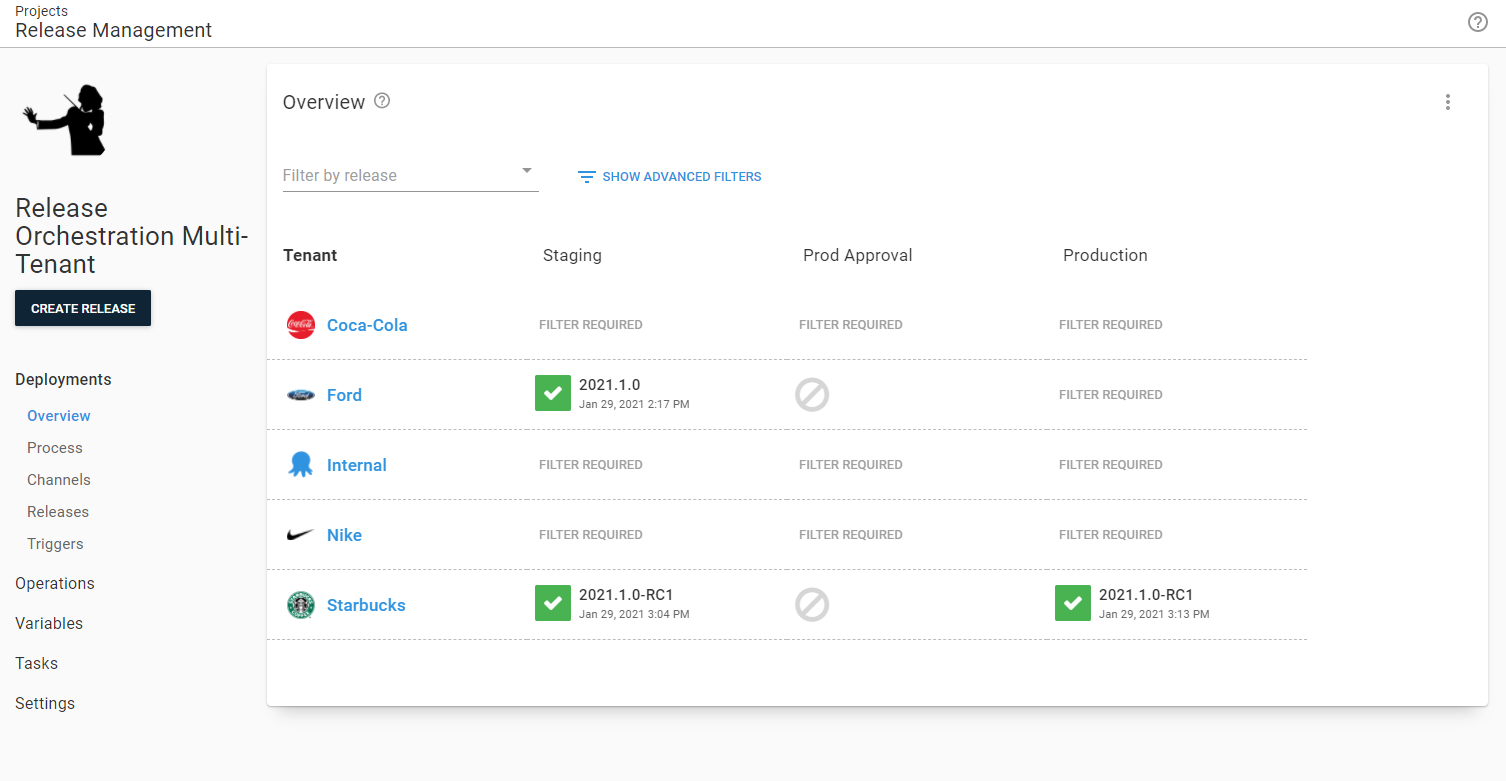 Projects
Release Management
Release
Orchestration Multi-
Tenant
CREATE RELEASE
Deployments
Overview
Process
Channels
Releases
Triggers
Operations
Variables
Tasks
Settings
Overview
Filter by release
SHOW ADVANCED FILTERS
Tenant Staging Prod Approval Production
Coca-Cola FILTER REQUIRED FILTER REQUIRED FILTER REQUIRED
Ford 2021.1.0 FILTER REQUIRED
Jan 29, 2021 2:17 PM
Internal FILTER REQUIRED FILTER REQUIRED FILTER REQUIRED
Nike FILTER REQUIRED FILTER REQUIRED FILTER REQUIRED
Starbucks 2021.1.0-RC1 2021.1.0-RC1
Jan 29, 2021 3:04 PM Jan 29, 2021 3:13 PM